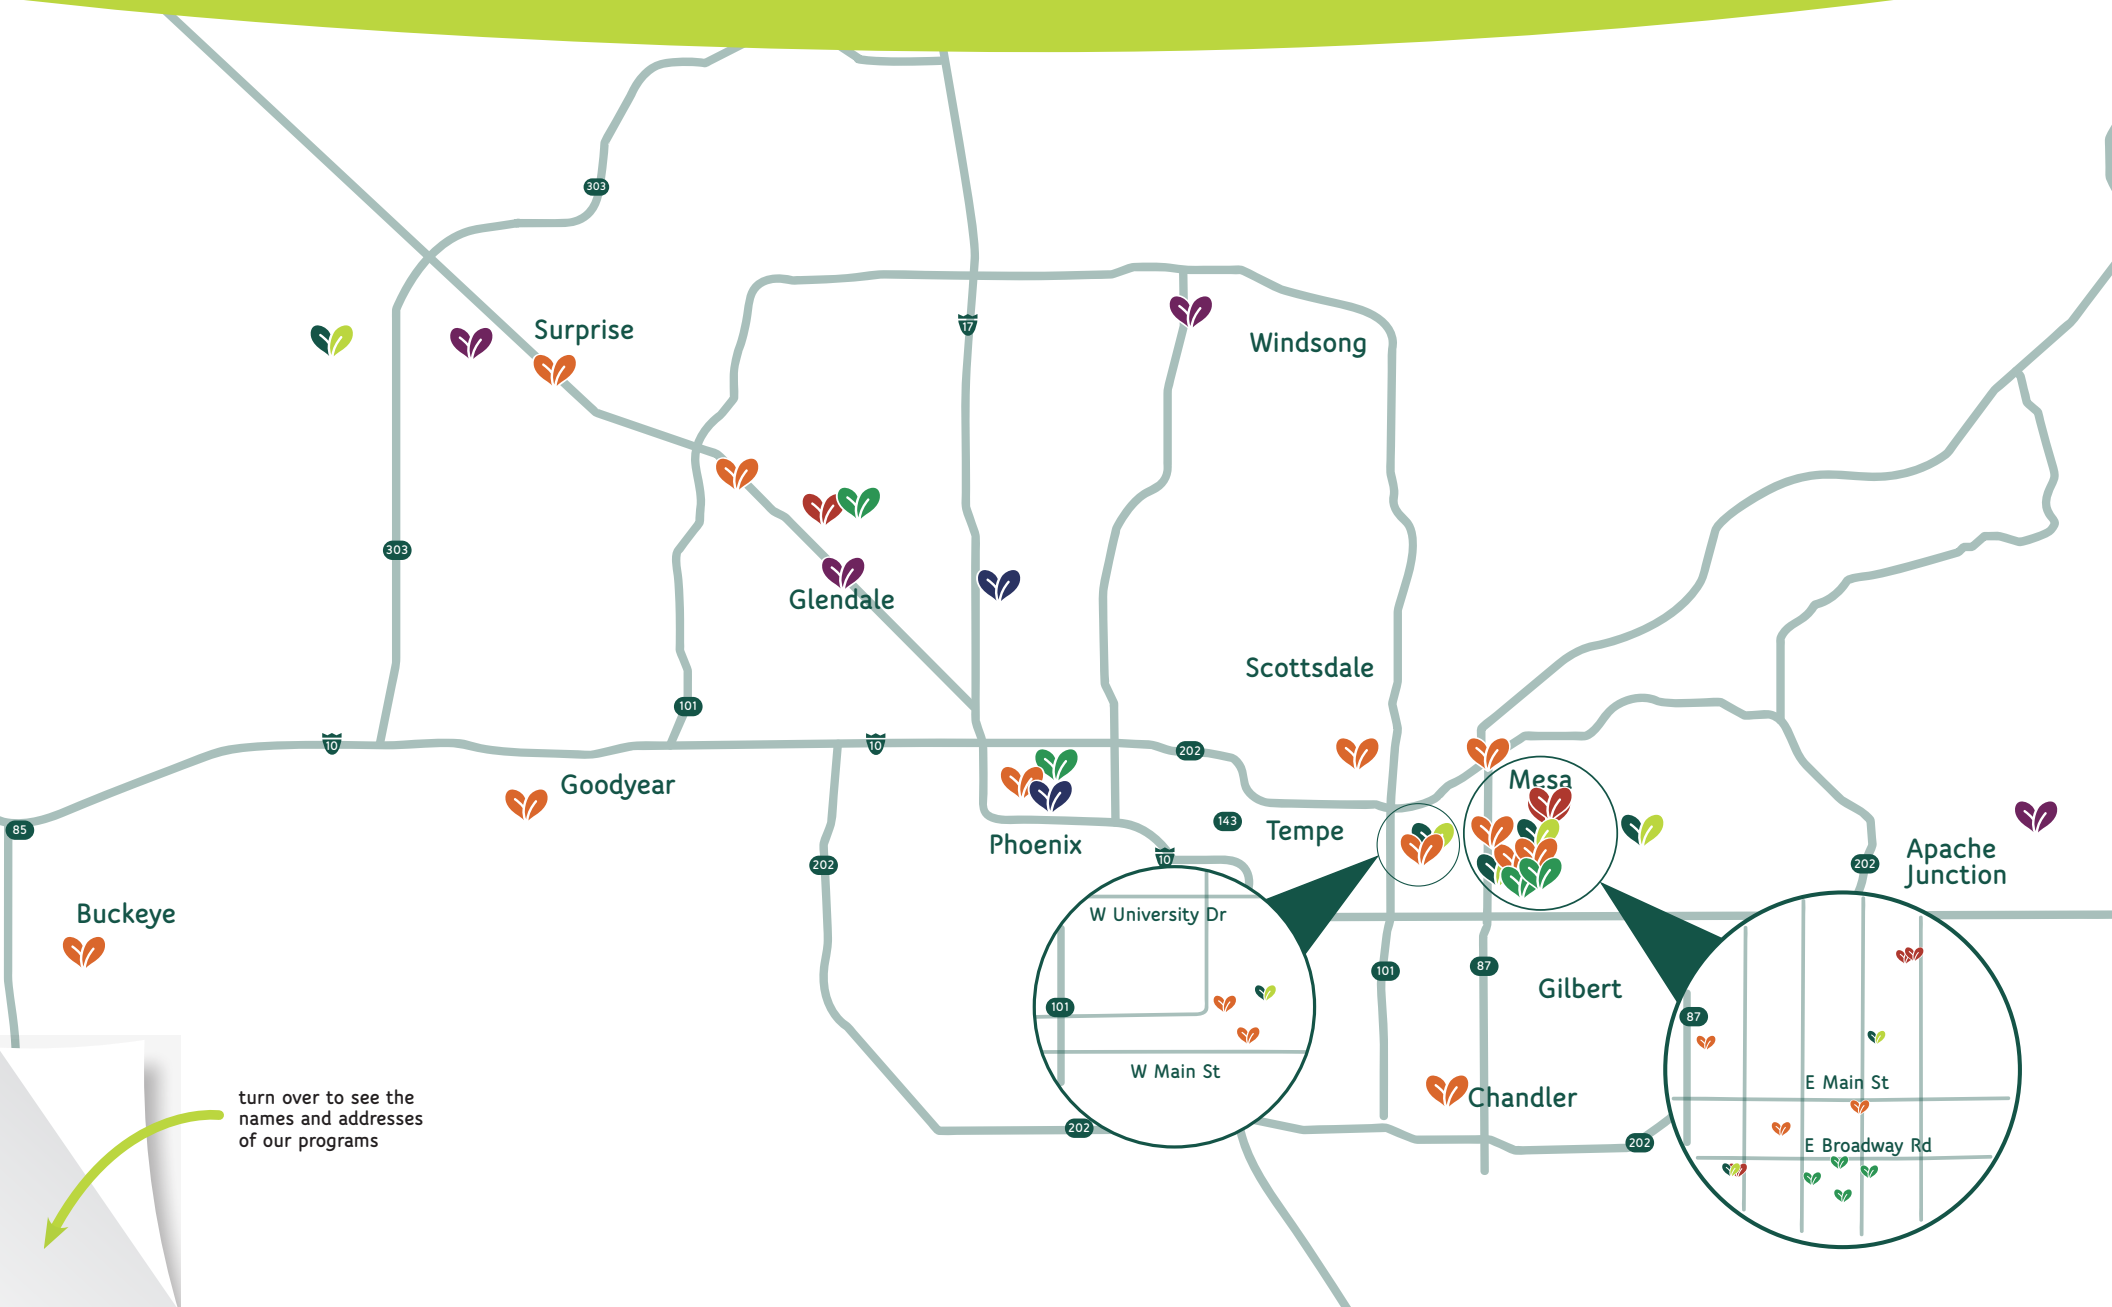 303
Surprise
17
Windsong
303
Glendale
Scottsdale
101
10
10
202
Goodyear
Mesa
85
143
Tempe
Phoenix
10
202
202
Apache
Junction
Buckeye
W University Dr
101
87
Gilbert
101
87
W Main St
E Main St
Chandler
turn over to see the
names and addresses
of our programs
202
202
E Broadway Rd